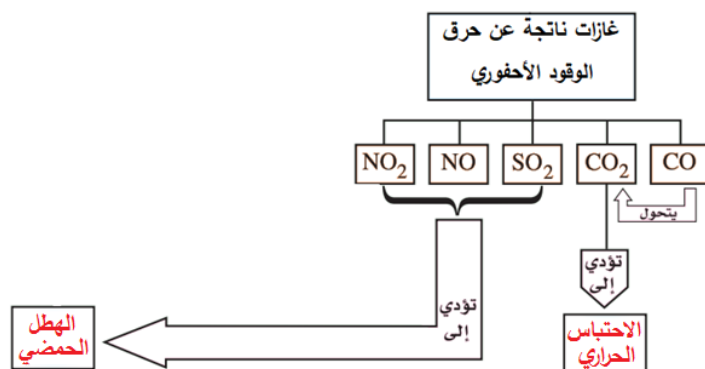 غازات ناتجة عن حرق
الوقود الأحفوري
CO
CO₂
SO₂
NO
NO₂
يتحول
تؤدي
إلى
الاحتباس
الحراري
تؤدي
إلى
الهطل
الحمضي